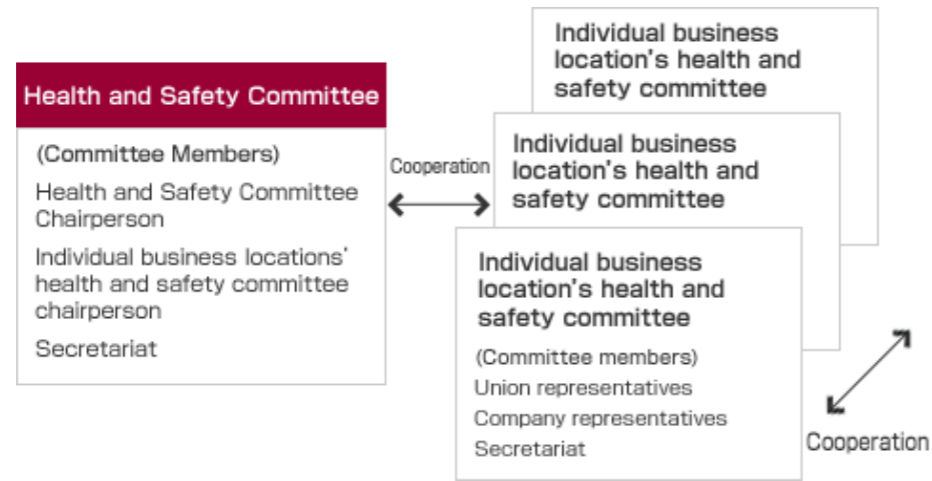 Health and Safety Committee
(Committee Members)
Health and Safety Committee
Chairperson
Individual business locations'
health and safety committee
chairperson
Secretariat
Cooperation
Individual business
location's health and
safety committee
Individual business
location's health and
safety committee
Individual business
location's health and
safety committee
(Committee members)
Union representatives
Company representatives
Secretariat
Cooperation